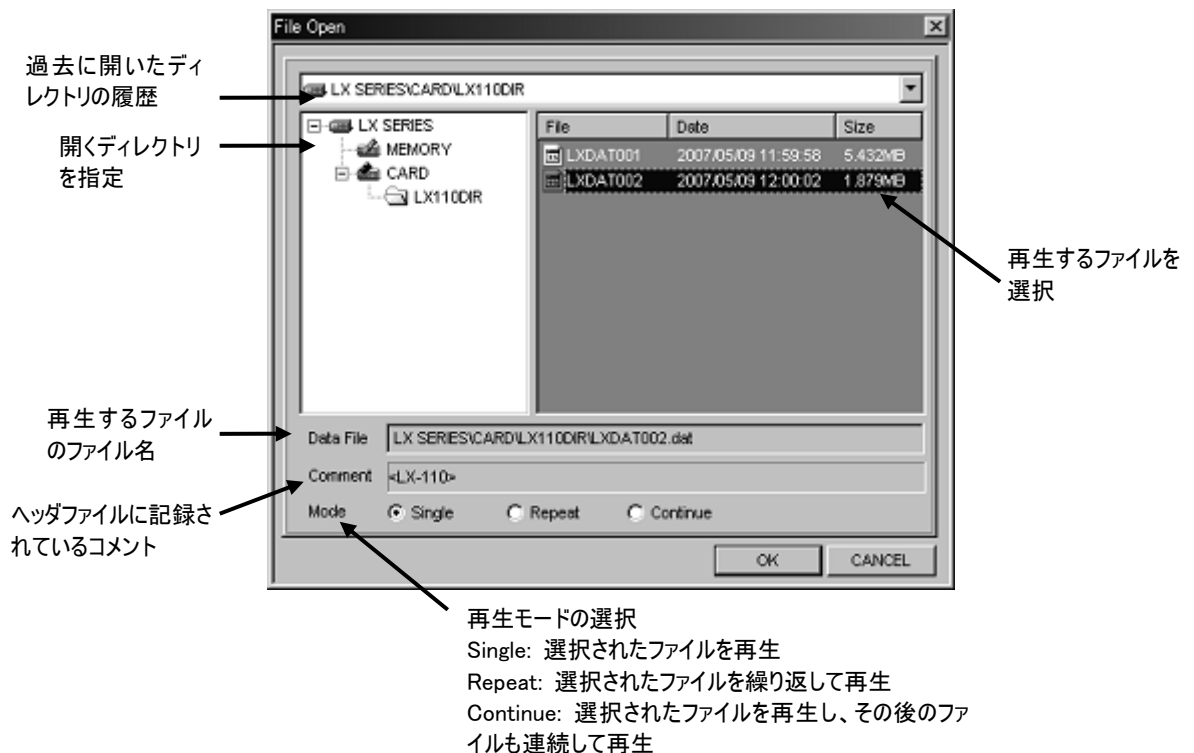 File Open
過去に開いたディ
レクトリの履歴
LX SERIES\CARD\LX110DIR
開くディレクトリ
を指定
LX SERIES
MEMORY
CARD
LX110DIR
File Date Size
LXDAT001 2007/05/09 11:59:58 5.432MB
LXDAT002 2007/05/09 12:00:02 1.879MB
再生するファイルを
選択
再生するファイル
のファイル名
Data File LX SERIES\CARD\LX110DIR\LXDAT002.dat
Comment <LX-110>
ヘッダファイルに記録さ
れているコメント
Mode Single Repeat Continue
OK CANCEL
再生モードの選択
Single: 選択されたファイルを再生
Repeat: 選択されたファイルを繰り返して再生
Continue: 選択されたファイルを再生し、その後のファ
イルも連続して再生